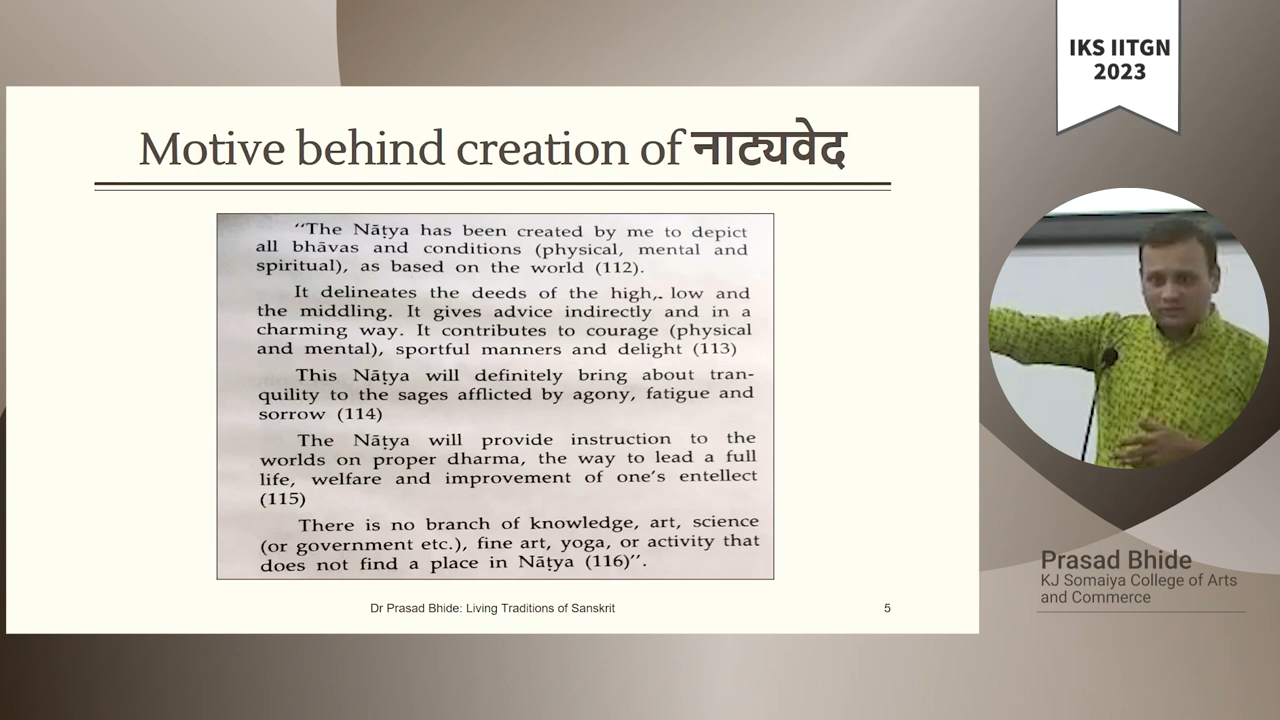 IKS IITGN
2023
Motive behind creation of नाट्यवेद
“The Nāṭya has been created by me to depict
all bhāvas and conditions (physical, mental and
spiritual), as based on the world (112).
It delineates the deeds of the high,. low and
the middling. It gives advice indirectly and in a
charming way. It contributes to courage (physical
and mental), sportful manners and delight (113)
This Nāṭya will definitely bring about tran-
quility to the sages afflicted by agony, fatigue and
sorrow (114)
The Nāṭya will provide instruction to the
worlds on proper dharma, the way to lead a full
life, welfare and improvement of one’s entellect
(115)
There is no branch of knowledge, art, science
(or government etc.), fine art, yoga, or activity that
does not find a place in Nāṭya (116)”.
Dr Prasad Bhide: Living Traditions of Sanskrit
5
Prasad Bhide
KJ Somaiya College of Arts
and Commerce